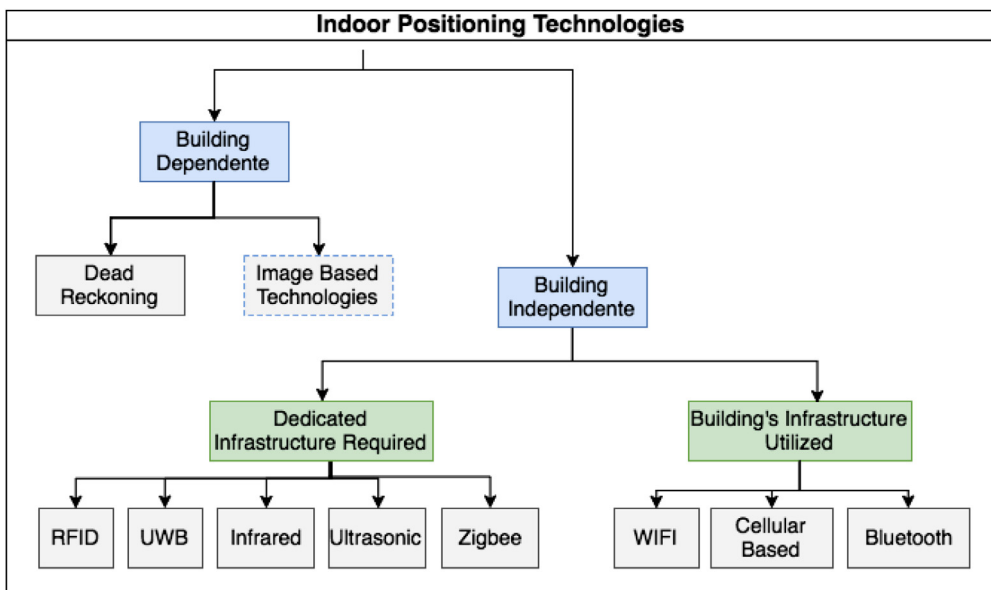 Indoor Positioning Technologies
Building
Dependente
Dead
Reckoning
Image Based
Technologies
Building
Independente
Dedicated
Infrastructure Required
Building's Infrastructure
Utilized
RFID
UWB
Infrared
Ultrasonic
Zigbee
WIFI
Cellular
Based
Bluetooth